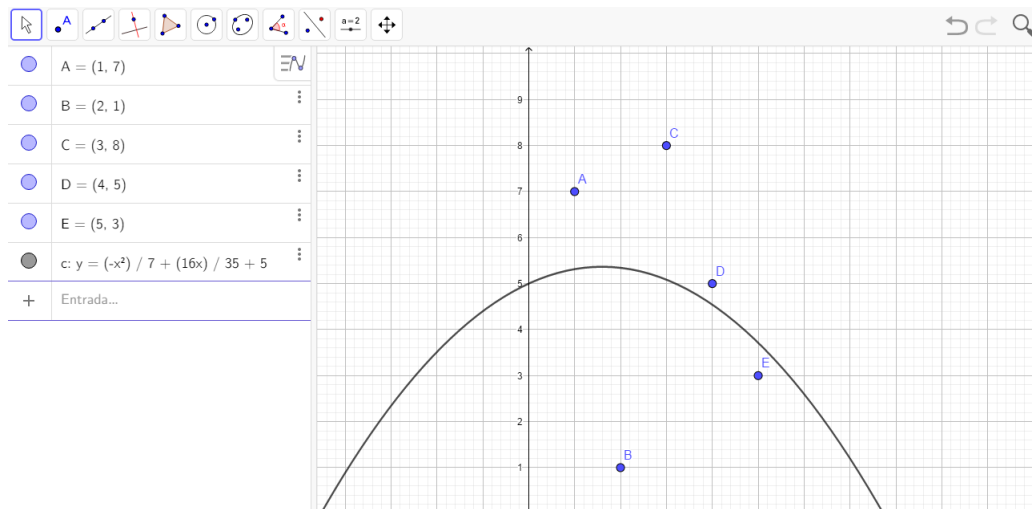 A
a=2
A = (1, 7)
B = (2, 1)
C = (3, 8)
D = (4, 5)
E = (5, 3)
c: y = (-x²) / 7 + (16x) / 35 + 5
+ Entrada...
9
8
7
6
5
4
3
2
1
C
A
D
E
B